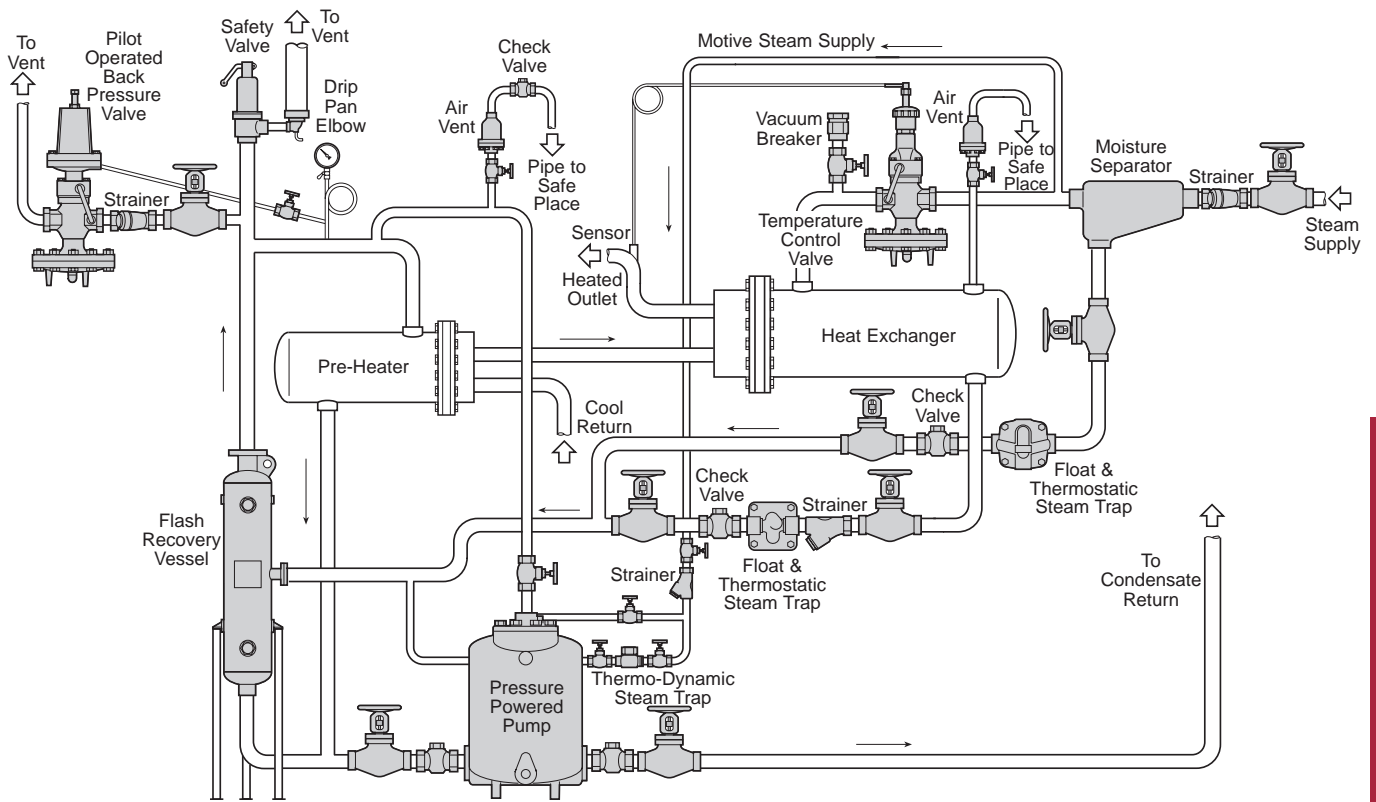 To
Vent
Pilot
Operated
Back
Pressure
Valve
Safety
Valve
To
Vent
Drip
Pan
Elbow
Strainer
Check
Valve
Air
Vent
Pipe to
Safe
Place
Motive Steam Supply
Vacuum
Breaker
Air
Vent
Pipe to
Safe Place
Moisture
Separator
Strainer
Steam
Supply
Sensor
Heated
Outlet
Temperature
Control
Valve
Heat Exchanger
Pre-Heater
Cool
Return
Check
Valve
Float &
Thermostatic
Steam Trap
Flash
Recovery
Vessel
Check
Valve
Strainer
Strainer
Float &
Thermostatic
Steam Trap
To
Condensate
Return
Thermo-Dynamic
Steam Trap
Pressure
Powered
Pump